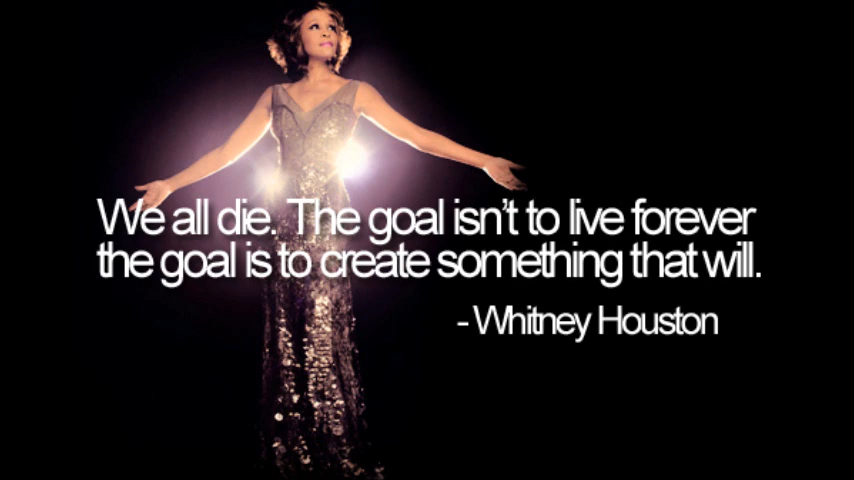 We all die. The goal isn't to live forever
the goal is to create something that will.
- Whitney Houston